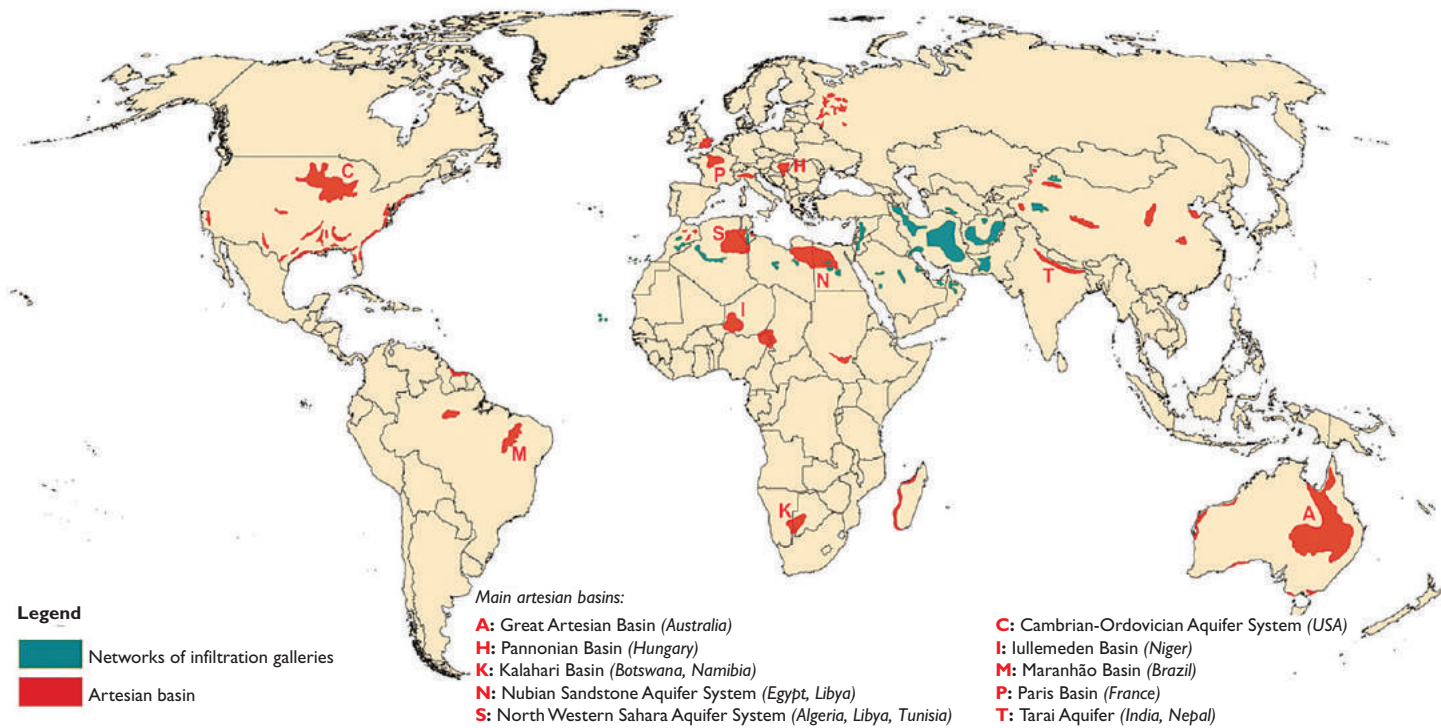 C
H
P
S
N
T
I
M
K
A
Legend
Networks of infiltration galleries
Artesian basin
Main artesian basins:
A: Great Artesian Basin (Australia)
H: Pannonian Basin (Hungary)
K: Kalahari Basin (Botswana, Namibia)
N: Nubian Sandstone Aquifer System (Egypt, Libya)
S: North Western Sahara Aquifer System (Algeria, Libya, Tunisia)
C: Cambrian-Ordovician Aquifer System (USA)
I: Iullemeden Basin (Niger)
M: Maranhão Basin (Brazil)
P: Paris Basin (France)
T: Tarai Aquifer (India, Nepal)